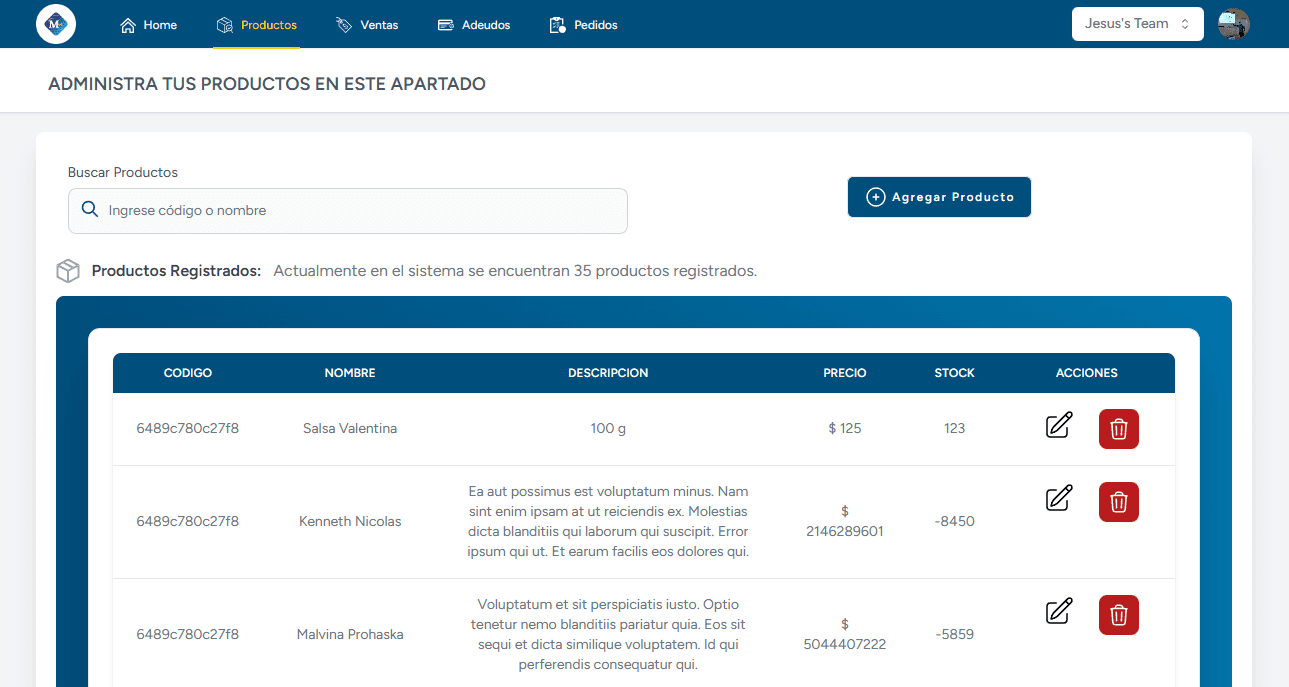 M
Home
Productos
Ventas
Adeudos
Pedidos
Jesus's Team
ADMINISTRA TUS PRODUCTOS EN ESTE APARTADO
Buscar Productos
Ingrese código o nombre
Agregar Producto
Productos Registrados: Actualmente en el sistema se encuentran 35 productos registrados.
CODIGO NOMBRE DESCRIPCION PRECIO STOCK ACCIONES
6489c780c27f8 Salsa Valentina 100 g $ 125 123
Ea aut possimus est voluptatum minus. Nam
sint enim ipsam at ut reiciendis ex. Molestias
dicta blanditiis qui laborum qui suscipit. Error
ipsum qui ut. Et earum facilis eos dolores qui.
6489c780c27f8 Kenneth Nicolas
$
2146289601
-8450
Voluptatum et sit perspiciatis iusto. Optio
tenetur nemo blanditiis pariatur quia. Eos sit
sequi et dicta similique voluptatem. Id qui
perferendis consequatur qui.
6489c780c27f8 Malvina Prohaska
$
5044407222
-5859